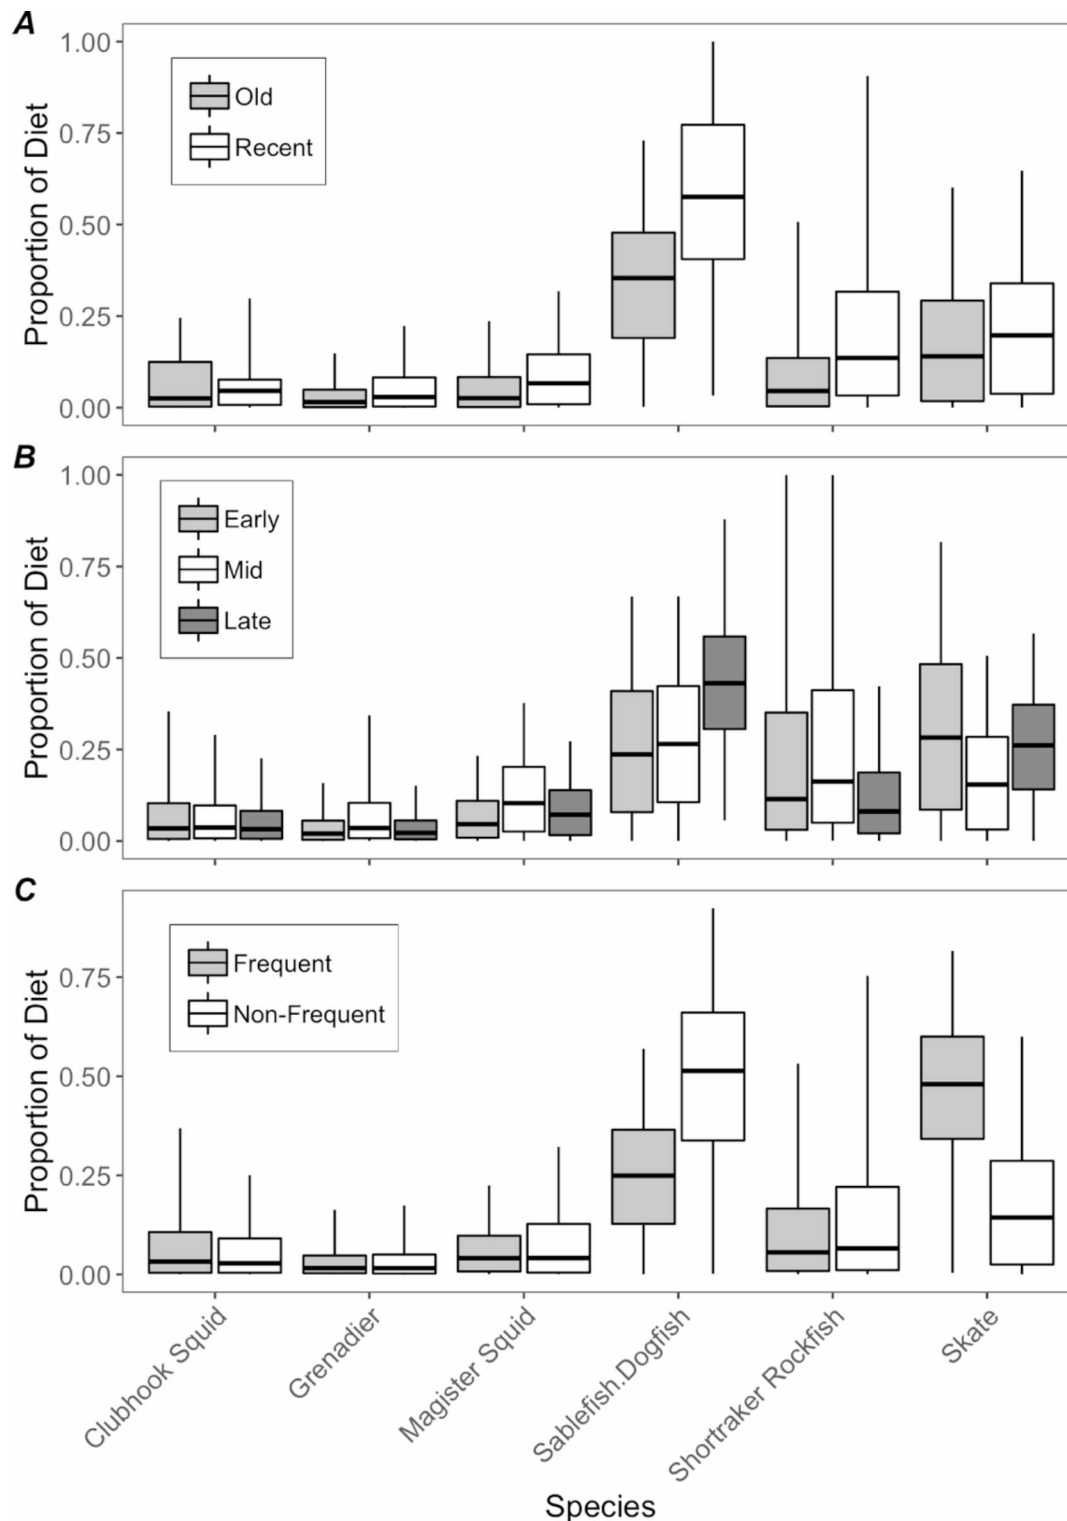 A
1.00
0.75
0.50
0.25
0.00
Proportion of Diet
Old
Recent
B
1.00
0.75
0.50
0.25
0.00
Proportion of Diet
Early
Mid
Late
C
0.75
0.50
0.25
0.00
Proportion of Diet
Frequent
Non-Frequent
Clubhook Squid
Grenadier
Magister Squid
Sablefish.Dogfish
Shortraker Rockfish
Skate
Species